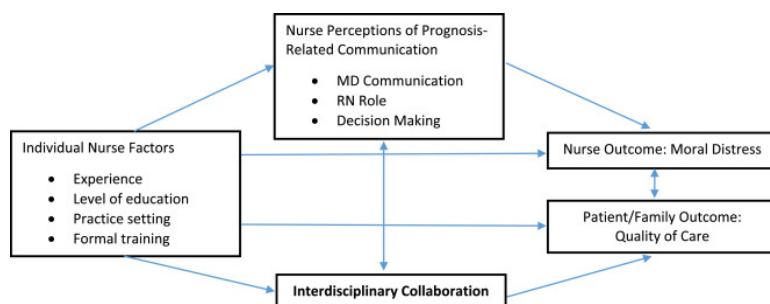 Nurse Perceptions of Prognosis-
Related Communication
• MD Communication
• RN Role
• Decision Making
Individual Nurse Factors
• Experience
• Level of education
• Practice setting
• Formal training
Nurse Outcome: Moral Distress
Patient/Family Outcome:
Quality of Care
Interdisciplinary Collaboration